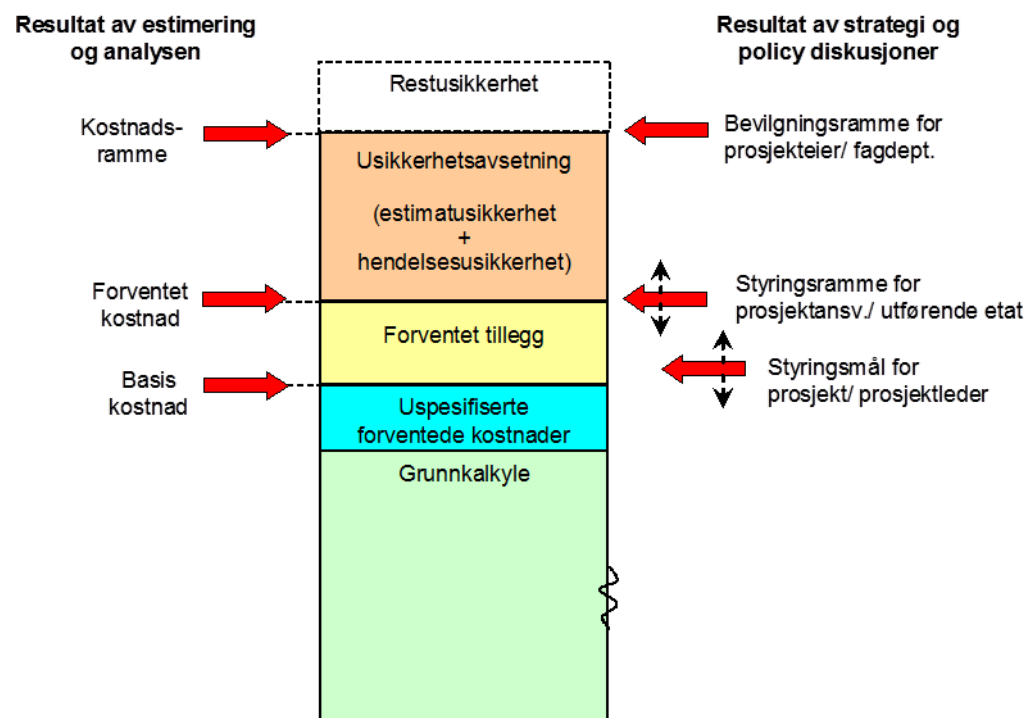 Resultat av estimering
og analysen
Resultat av strategi og
policy diskusjoner
Restusikkerhet
Kostnads-
ramme
Bevilgningsramme for
prosjekteier/ fagdept.
Usikkerhetsavsetning
(estimatusikkerhet
+
hendelsesusikkerhet)
Forventet
kostnad
Styringsramme for
prosjektansv./ utførende etat
Forventet tillegg
Basis
kostnad
Styringsmål for
prosjekt/ prosjektleder
Uspesifiserte
forventede kostnader
Grunnkalkyle